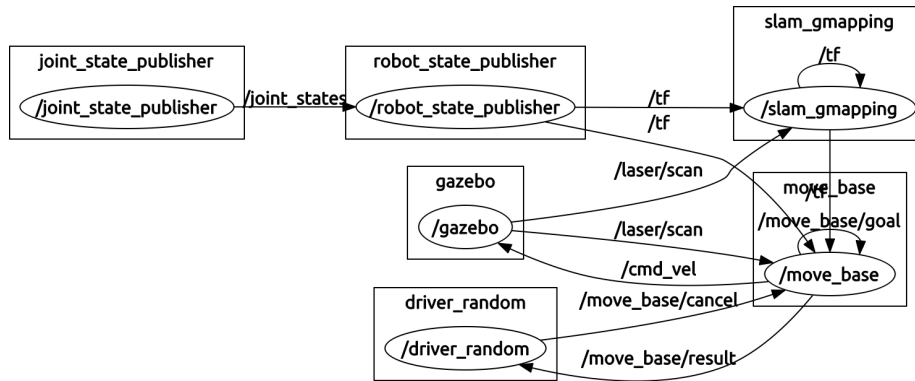 slam_gmapping
/tf
/slam_gmapping
joint_state_publisher
/joint_state_publisher
/joint_states
robot_state_publisher
/robot_state_publisher
/tf
/tf
/laser/scan
gazebo
/gazebo
/laser/scan
/cmd_vel
move_base
/tf
/move_base/goal
/move_base
driver_random
/driver_random
/move_base/cancel
/move_base/result